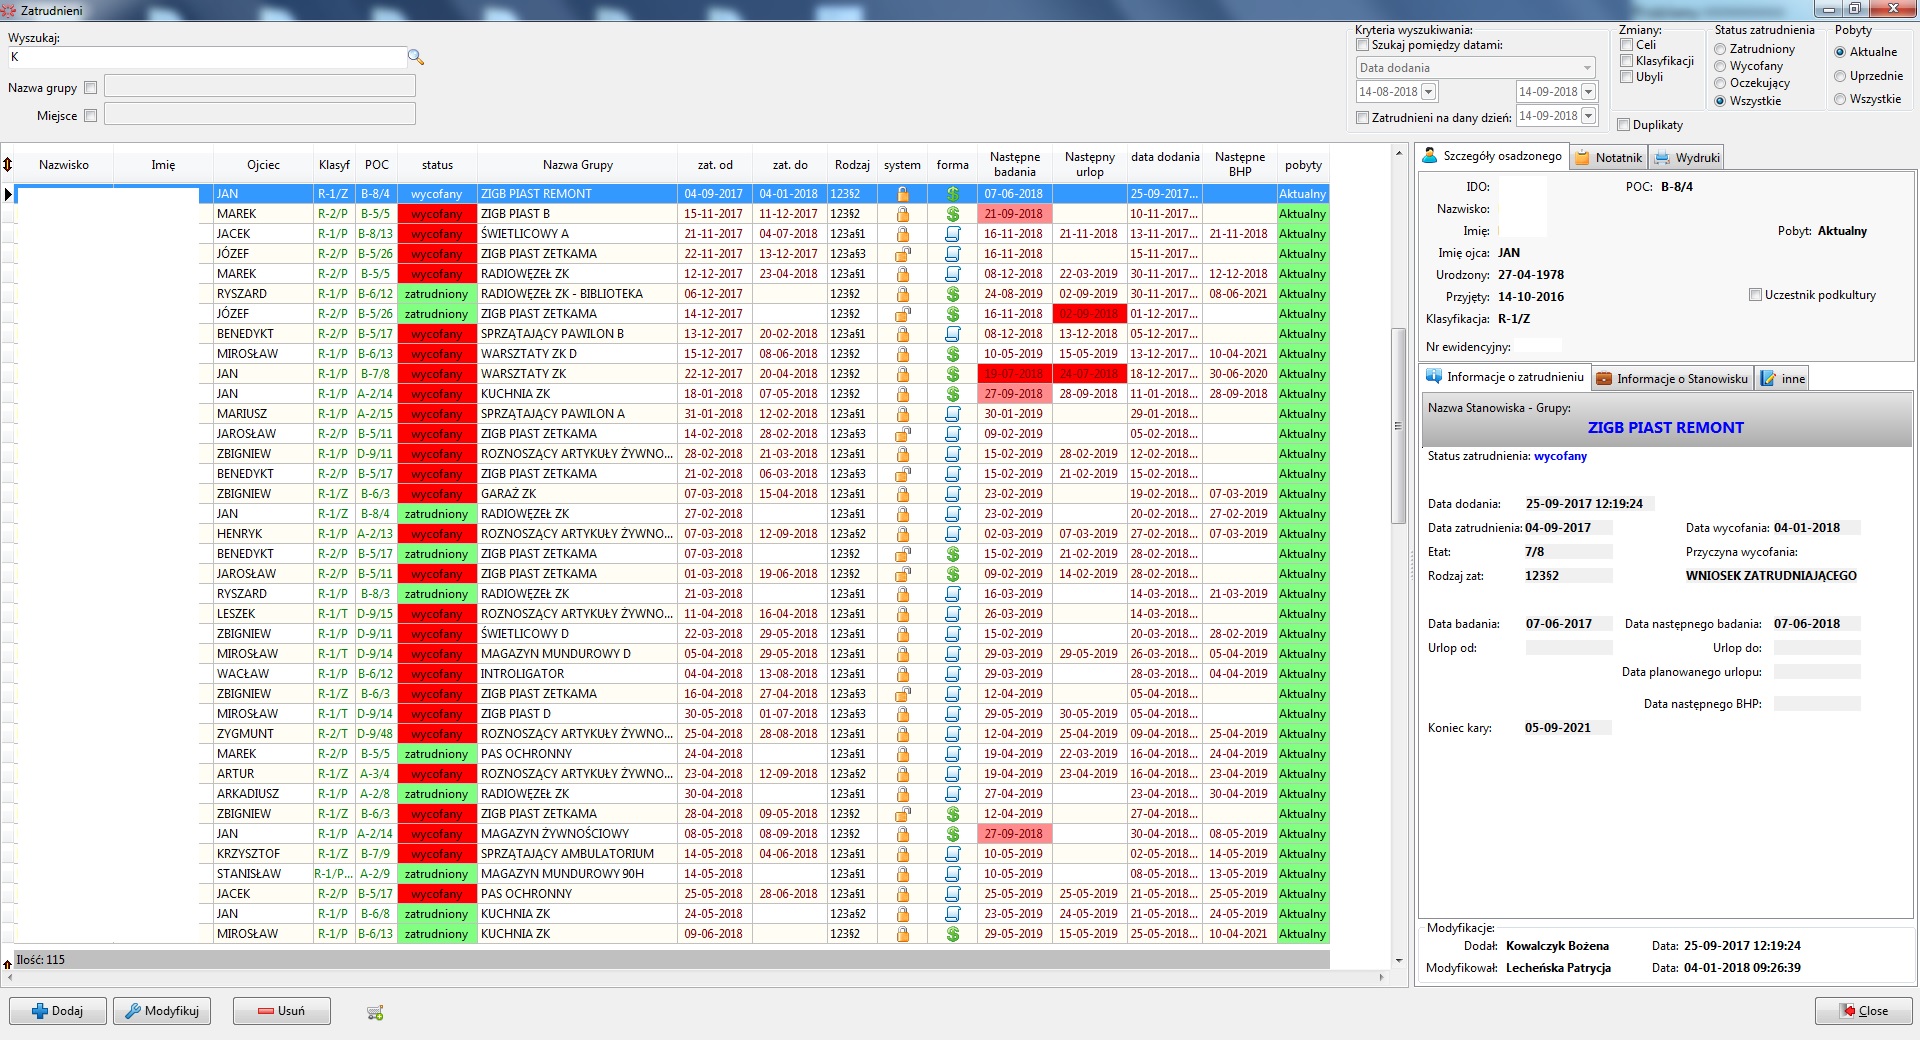 Zatrudnieni
Wyszukaj:
K
Nazwa grupy
Miejsce
Kryteria wyszukiwania:
Szukaj pomiędzy datami:
Data dodania
14-08-2018 14-09-2018
Zatrudnieni na dany dzień: 14-09-2018
Zmiany:
Celi
Klasyfikacji
Ubyli
Duplikaty
Status zatrudnienia
Zatrudniony
Wycofany
Oczekujący
Wszystkie
Pobyty
Aktualne
Uprzednie
Wszystkie
Nazwisko Imię Ojciec Klasyf POC status Nazwa Grupy zat. od zat. do Rodzaj system forma Następne badania Następny urlop data dodania Następne BHP pobyty
JAN R-1/Z B-8/4 wycofany ZIGB PIAST REMONT 04-09-2017 04-01-2018 123§2 07-06-2018 25-09-2017... Aktualny
MAREK R-2/P B-5/5 wycofany ZIGB PIAST B 15-11-2017 11-12-2017 123§2 21-09-2018 10-11-2017... Aktualny
JACEK R-1/P B-8/13 wycofany ŚWIETLICOWY A 21-11-2017 04-07-2018 123a§1 16-11-2018 21-11-2018 13-11-2017... 21-11-2018 Aktualny
JÓZEF R-2/P B-5/26 wycofany ZIGB PIAST ZETKAMA 22-11-2017 13-12-2017 123a§3 16-11-2018 15-11-2017... Aktualny
MAREK R-2/P B-5/5 wycofany RADIOWĘZEŁ ZK 12-12-2017 23-04-2018 123a§1 08-12-2018 22-03-2019 30-11-2017... 12-12-2018 Aktualny
RYSZARD R-1/P B-6/12 zatrudniony RADIOWĘZEŁ ZK - BIBLIOTEKA 06-12-2017 123§2 24-08-2019 02-09-2019 30-11-2017... 08-06-2021 Aktualny
JÓZEF R-2/P B-5/26 zatrudniony ZIGB PIAST ZETKAMA 14-12-2017 123§2 16-11-2018 02-09-2018 01-12-2017... Aktualny
BENEDYKT R-2/P B-5/17 wycofany SPRZĄTAJĄCY PAWILON B 13-12-2017 20-02-2018 123a§1 08-12-2018 13-12-2018 05-12-2017... Aktualny
MIROSŁAW R-1/P B-6/13 wycofany WARSZTATY ZK D 15-12-2017 08-06-2018 123§2 10-05-2019 15-05-2019 13-12-2017... 10-04-2021 Aktualny
JAN R-1/P B-7/8 wycofany WARSZTATY ZK 22-12-2017 20-04-2018 123§2 19-07-2018 24-07-2018 18-12-2017... 30-06-2020 Aktualny
JAN R-1/P A-2/14 wycofany KUCHNIA ZK 18-01-2018 07-05-2018 123§2 27-09-2018 28-09-2018 11-01-2018... 28-09-2018 Aktualny
MARIUSZ R-1/P A-2/15 wycofany SPRZĄTAJĄCY PAWILON A 31-01-2018 12-02-2018 123a§1 30-01-2019 29-01-2018... Aktualny
JAROSŁAW R-2/P B-5/11 wycofany ZIGB PIAST ZETKAMA 14-02-2018 28-02-2018 123a§3 09-02-2019 05-02-2018... Aktualny
ZBIGNIEW R-1/P D-9/11 wycofany ROZNOSZĄCY ARTYKUŁY ŻYWNO... 28-02-2018 21-03-2018 123a§1 15-02-2019 28-02-2019 12-02-2018... Aktualny
BENEDYKT R-2/P B-5/17 wycofany ZIGB PIAST ZETKAMA 21-02-2018 06-03-2018 123a§3 15-02-2019 21-02-2019 15-02-2018... Aktualny
ZBIGNIEW R-1/Z B-6/3 wycofany GARAŻ ZK 07-03-2018 15-04-2018 123a§1 23-02-2019 19-02-2018... 07-03-2019 Aktualny
JAN R-1/Z B-8/4 zatrudniony RADIOWĘZEŁ ZK 27-02-2018 123a§1 23-02-2019 20-02-2018... 27-02-2019 Aktualny
HENRYK R-1/P A-2/13 wycofany ROZNOSZĄCY ARTYKUŁY ŻYWNO... 07-03-2018 12-09-2018 123a§1 02-03-2019 07-03-2019 27-02-2018... 07-03-2019 Aktualny
BENEDYKT R-2/P B-5/17 zatrudniony ZIGB PIAST ZETKAMA 07-03-2018 123§2 15-02-2019 21-02-2019 28-02-2018... Aktualny
JAROSŁAW R-2/P B-5/11 wycofany ZIGB PIAST ZETKAMA 01-03-2018 19-06-2018 123§2 09-02-2019 14-02-2019 28-02-2018... Aktualny
RYSZARD R-1/P B-8/3 zatrudniony RADIOWĘZEŁ ZK 21-03-2018 123a§1 16-03-2019 14-03-2018... 21-03-2019 Aktualny
LESZEK R-1/T D-9/15 wycofany ROZNOSZĄCY ARTYKUŁY ŻYWNO... 11-04-2018 16-04-2018 123a§1 26-03-2019 14-03-2018... Aktualny
ZBIGNIEW R-1/P D-9/11 wycofany ŚWIETLICOWY D 22-03-2018 29-05-2018 123a§1 15-02-2019 20-03-2018... 28-02-2019 Aktualny
MIROSŁAW R-1/T D-9/14 wycofany MAGAZYN MUNDUROWY D 05-04-2018 29-05-2018 123a§1 29-03-2019 29-05-2019 26-03-2018... 05-04-2019 Aktualny
WACŁAW R-1/P B-6/12 wycofany INTROLIGATOR 04-04-2018 13-08-2018 123a§1 29-03-2019 28-03-2018... 04-04-2019 Aktualny
ZBIGNIEW R-1/Z B-6/3 wycofany ZIGB PIAST ZETKAMA 16-04-2018 27-04-2018 123a§3 12-04-2019 05-04-2018... Aktualny
MIROSŁAW R-1/T D-9/14 wycofany ZIGB PIAST D 30-05-2018 01-07-2018 123a§3 29-05-2019 30-05-2019 05-04-2018... Aktualny
ZYGMUNT R-2/T D-9/48 wycofany ROZNOSZĄCY ARTYKUŁY ŻYWNO... 25-04-2018 28-08-2018 123a§1 12-04-2019 25-04-2019 09-04-2018... 25-04-2019 Aktualny
MAREK R-2/P B-5/5 zatrudniony PAS OCHRONNY 24-04-2018 123a§1 19-04-2019 22-03-2019 16-04-2018... 24-04-2019 Aktualny
ARTUR R-1/Z A-3/4 wycofany ROZNOSZĄCY ARTYKUŁY ŻYWNO... 23-04-2018 12-09-2018 123a§2 19-04-2019 23-04-2019 16-04-2018... 23-04-2019 Aktualny
ARKADIUSZ R-1/P A-2/8 zatrudniony RADIOWĘZEŁ ZK 30-04-2018 123a§1 27-04-2019 23-04-2018... 30-04-2019 Aktualny
ZBIGNIEW R-1/Z B-6/3 wycofany ZIGB PIAST ZETKAMA 28-04-2018 09-05-2018 123§2 12-04-2019 27-04-2018... Aktualny
JAN R-1/P A-2/14 wycofany MAGAZYN ŻYWNOŚCIOWY 08-05-2018 08-09-2018 123§2 27-09-2018 30-04-2018... 08-05-2019 Aktualny
KRZYSZTOF R-1/Z B-7/9 wycofany SPRZĄTAJĄCY AMBULATORIUM 14-05-2018 04-06-2018 123a§1 10-05-2019 02-05-2018... 14-05-2019 Aktualny
STANISŁAW R-1/P... A-2/9 zatrudniony MAGAZYN MUNDUROWY 90H 14-05-2018 123a§1 10-05-2019 08-05-2018... 13-05-2019 Aktualny
JACEK R-2/P B-5/17 wycofany PAS OCHRONNY 25-05-2018 28-06-2018 123a§1 25-05-2019 25-05-2019 21-05-2018... 25-05-2019 Aktualny
JAN R-1/P B-6/8 zatrudniony KUCHNIA ZK 24-05-2018 123a§2 23-05-2019 24-05-2019 21-05-2018... 24-05-2019 Aktualny
MIROSŁAW R-1/P B-6/13 zatrudniony KUCHNIA ZK 09-06-2018 123§2 29-05-2019 15-05-2019 25-05-2018... 10-04-2021 Aktualny
Ilość: 115
Dodaj Modyfikuj Usuń
Szczegóły osadzonego Notatnik Wydruki
IDO: POC: B-8/4
Nazwisko:
Imię: Pobyt: Aktualny
Imię ojca: JAN
Urodzony: 27-04-1978
Przyjęty: 14-10-2016 Uczestnik podkultury
Klasyfikacja: R-1/Z
Nr ewidencyjny:
Informacje o zatrudnieniu Informacje o Stanowisku inne
Nazwa Stanowiska - Grupy:
ZIGB PIAST REMONT
Status zatrudnienia: wycofany
Data dodania: 25-09-2017 12:19:24
Data zatrudnienia: 04-09-2017 Data wycofania: 04-01-2018
Etat: 7/8 Przyczyna wycofania:
Rodzaj zat: 123§2 WNIOSEK ZATRUDNIAJĄCEGO
Data badania: 07-06-2017 Data następnego badania: 07-06-2018
Urlop od: Urlop do:
Data planowanego urlopu:
Data następnego BHP:
Koniec kary: 05-09-2021
Modyfikacje:
Dodał: Kowalczyk Bożena Data: 25-09-2017 12:19:24
Modyfikował: Lecheńska Patrycja Data: 04-01-2018 09:26:39
Close